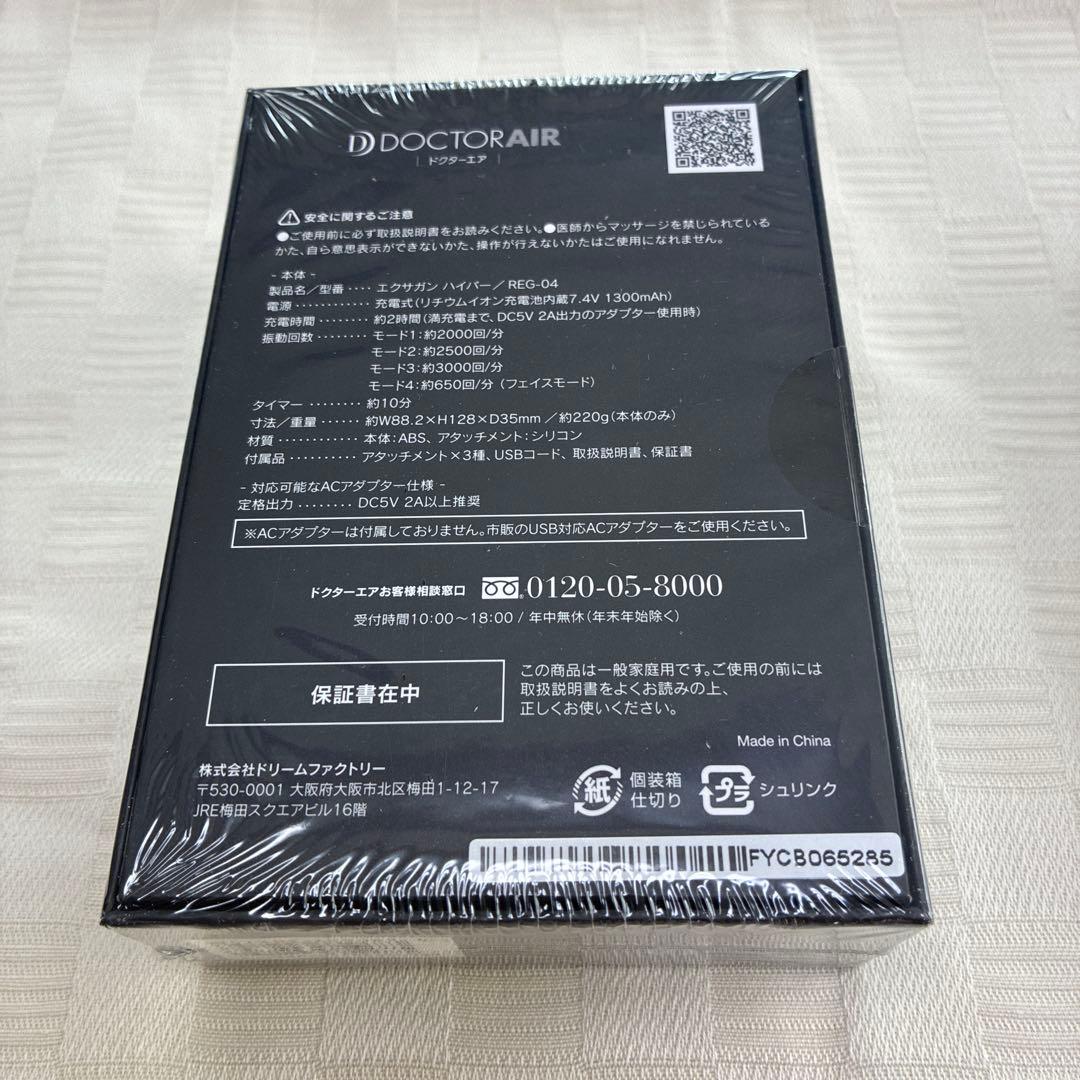 DOCTORAIR
| ドクターエア |
⚠ 安全に関するご注意
●ご使用前に必ず取扱説明書をお読みください。●医師からマッサージを禁じられている
かた、自ら意思表示ができないかた、操作が行えないかたはご使用になれません。
- 本体 -
製品名／型番 ‥‥ エクサガン ハイパー／REG-04
電源 ············ 充電式（リチウムイオン充電池内蔵7.4V 1300mAh）
充電時間 ········ 約2時間（満充電まで、DC5V 2A出力のアダプター使用時）
振動回数 ········ モード1：約2000回/分
モード2：約2500回/分
モード3：約3000回/分
モード4：約650回/分（フェイスモード）
タイマー ········ 約10分
寸法／重量 ······ 約W88.2×H128×D35mm ／約220g（本体のみ）
材質 ············ 本体：ABS、アタッチメント：シリコン
付属品 ·········· アタッチメント×3種、USBコード、取扱説明書、保証書
- 対応可能なACアダプター仕様 -
定格出力 ········ DC5V 2A以上推奨
※ACアダプターは付属しておりません。市販のUSB対応ACアダプターをご使用ください。
ドクターエアお客様相談窓口 0120-05-8000
受付時間10:00～18:00 / 年中無休（年末年始除く）
保証書在中
この商品は一般家庭用です。ご使用の前には
取扱説明書をよくお読みの上、
正しくお使いください。
Made in China
株式会社ドリームファクトリー
〒530-0001 大阪府大阪市北区梅田1-12-17
JRE梅田スクエアビル16階
紙 個装箱
仕切り
プラ シュリンク
FYCB065285